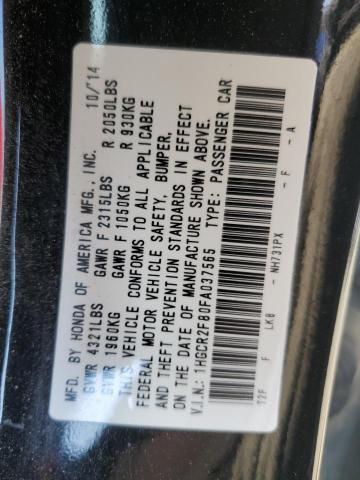 MFD. BY HONDA OF AMERICA MFG., INC. 10/14
GVWR 4321LBS GAWR F 2315LBS R 2050LBS
GVWR 1960KG GAWR F 1050KG R 930KG
THIS VEHICLE CONFORMS TO ALL APPLICABLE
FEDERAL MOTOR VEHICLE SAFETY, BUMPER,
AND THEFT PREVENTION STANDARDS IN EFFECT
ON THE DATE OF MANUFACTURE SHOWN ABOVE.
V.I.N.: 1HGCR2F80FA037565 TYPE: PASSENGER CAR
T2F F LK8 - NH731PX - F - A